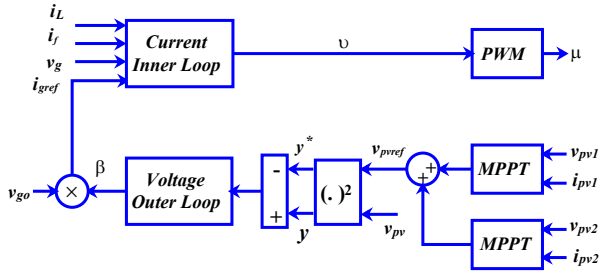 i_L
i_f
v_g
i_gref
Current
Inner Loop
υ
PWM
μ
v_go
×
β
Voltage
Outer Loop
-
+
y*
y
(. )²
v_pvref
v_pv
+
+
MPPT
v_pv1
i_pv1
MPPT
v_pv2
i_pv2